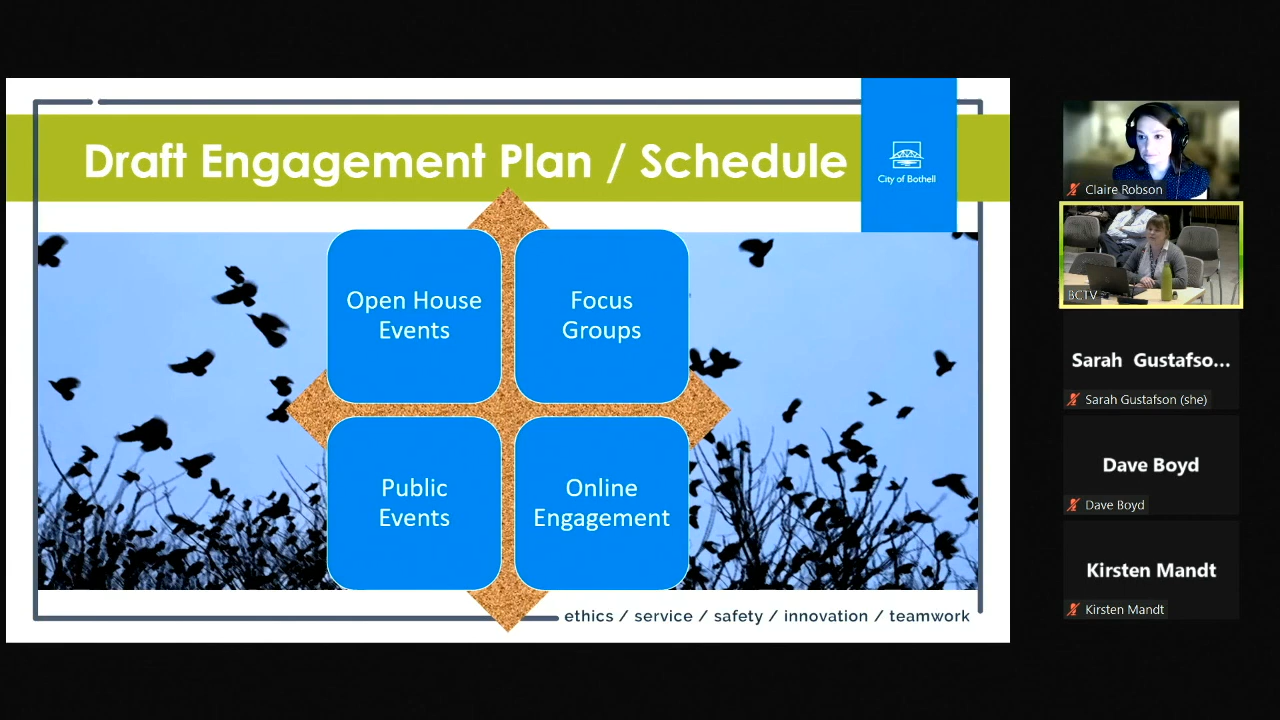 Draft Engagement Plan / Schedule
City of Bothell
Open House
Events
Focus
Groups
Public
Events
Online
Engagement
ethics / service / safety / innovation / teamwork
Claire Robson
BCTV
Sarah Gustafso...
Sarah Gustafson (she)
Dave Boyd
Dave Boyd
Kirsten Mandt
Kirsten Mandt